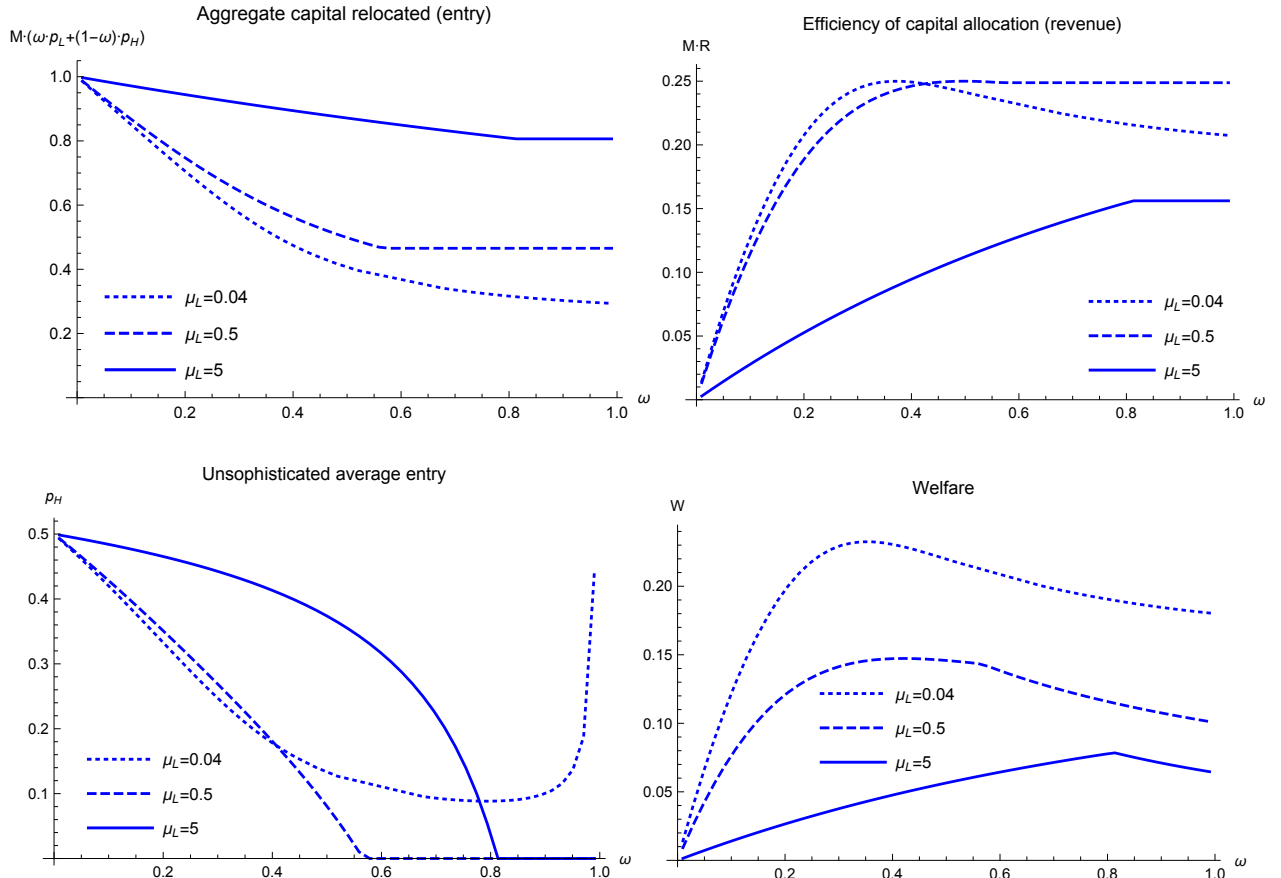 Aggregate capital relocated (entry)
M·(ω·p_L+(1−ω)·p_H)
1.0
0.8
0.6
0.4
0.2
μ_L=0.04
μ_L=0.5
μ_L=5
0.2 0.4 0.6 0.8 1.0 ω
Efficiency of capital allocation (revenue)
M·R
0.25
0.20
0.15
0.10
0.05
μ_L=0.04
μ_L=0.5
μ_L=5
0.2 0.4 0.6 0.8 1.0 ω
Unsophisticated average entry
p_H
0.5
0.4
0.3
0.2
0.1
μ_L=0.04
μ_L=0.5
μ_L=5
0.2 0.4 0.6 0.8 1.0 ω
Welfare
W
0.20
0.15
0.10
0.05
μ_L=0.04
μ_L=0.5
μ_L=5
0.2 0.4 0.6 0.8 1.0 ω